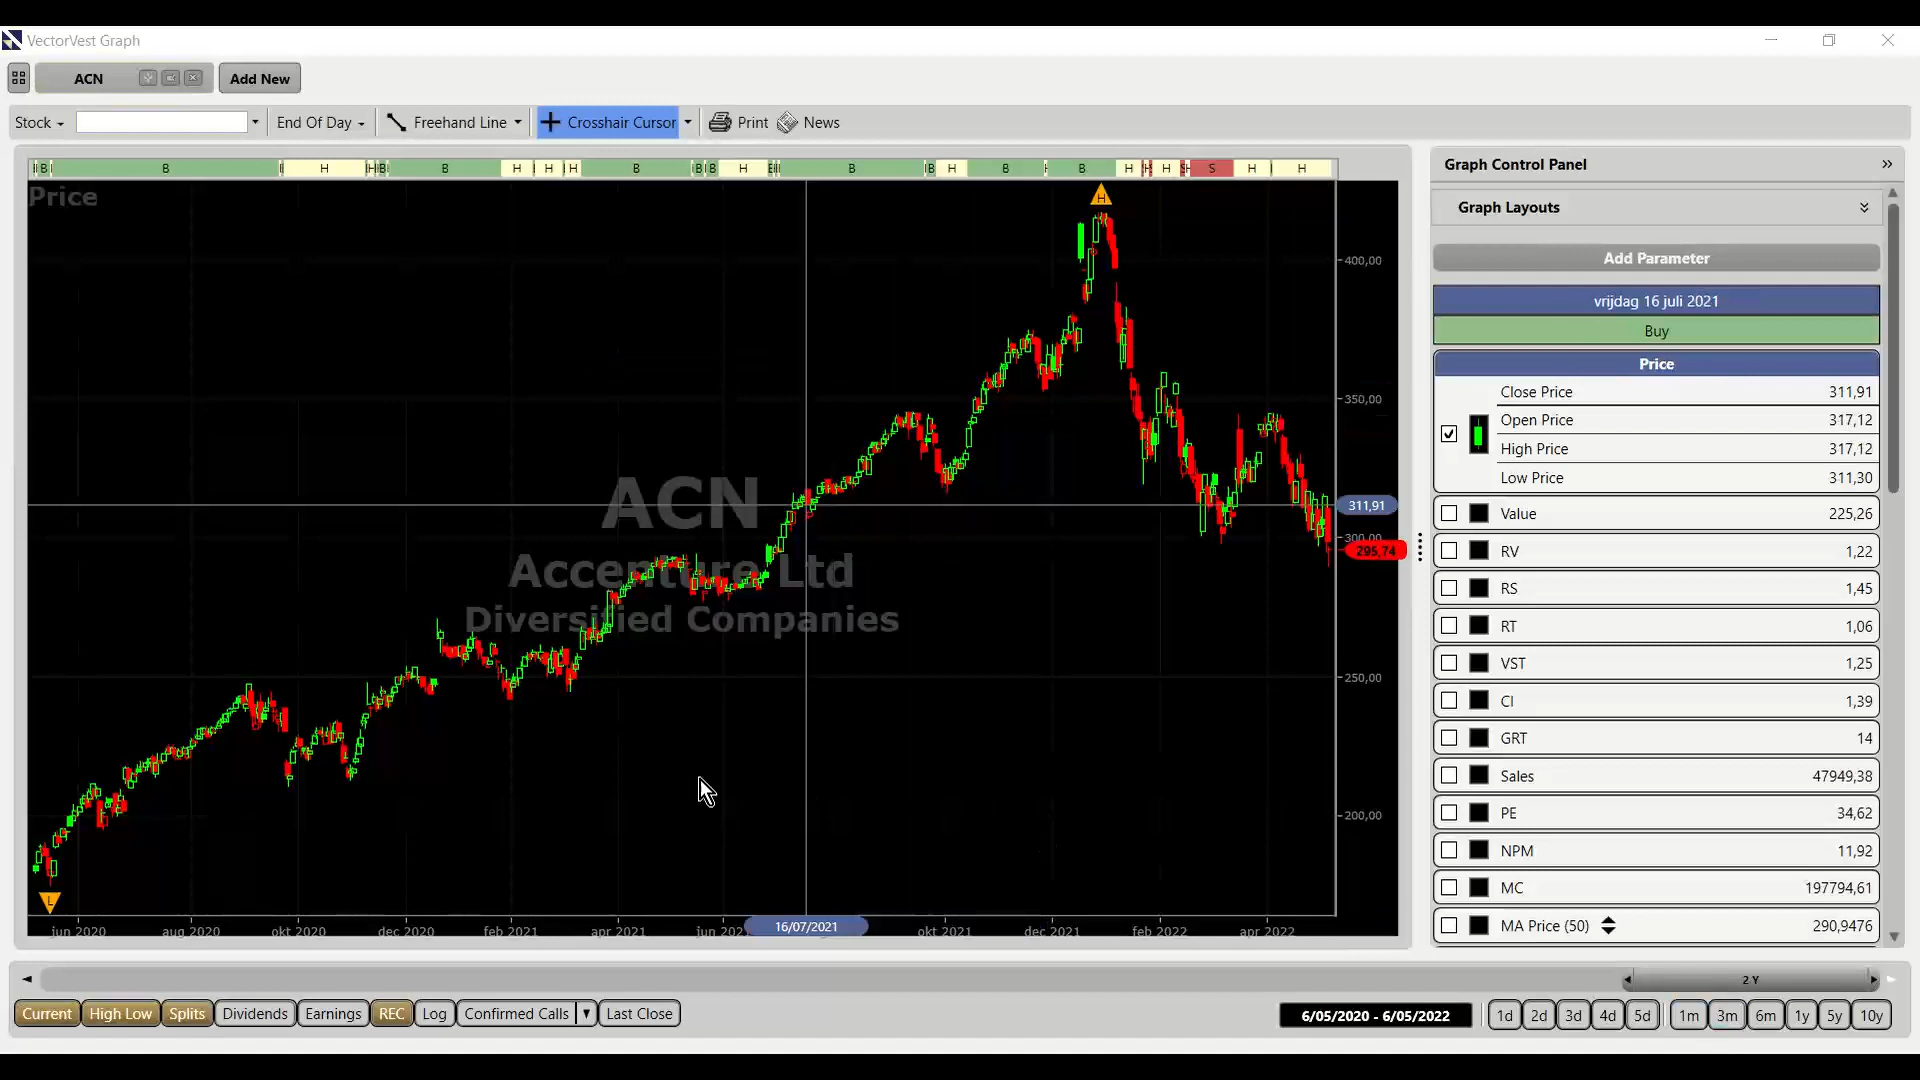 VectorVest Graph
ACN
Add New
Stock
End Of Day
Freehand Line
Crosshair Cursor
Print
News
B B H H B B H H H B B B H B B H B B H H H S H H
Price
H
400,00
350,00
311,91
300,00
295,74
250,00
200,00
ACN
Accenture Ltd
Diversified Companies
L
jun 2020
aug 2020
okt 2020
dec 2020
feb 2021
apr 2021
16/07/2021
okt 2021
dec 2021
feb 2022
apr 2022
Graph Control Panel
Graph Layouts
Add Parameter
vrijdag 16 juli 2021
Buy
Price
Close Price 311,91
Open Price 317,12
High Price 317,12
Low Price 311,30
Value 225,26
RV 1,22
RS 1,45
RT 1,06
VST 1,25
CI 1,39
GRT 14
Sales 47949,38
PE 34,62
NPM 11,92
MC 197794,61
MA Price (50) 290,9476
2 Y
Current
High Low
Splits
Dividends
Earnings
REC
Log
Confirmed Calls
Last Close
6/05/2020 - 6/05/2022
1d
2d
3d
4d
5d
1m
3m
6m
1y
5y
10y